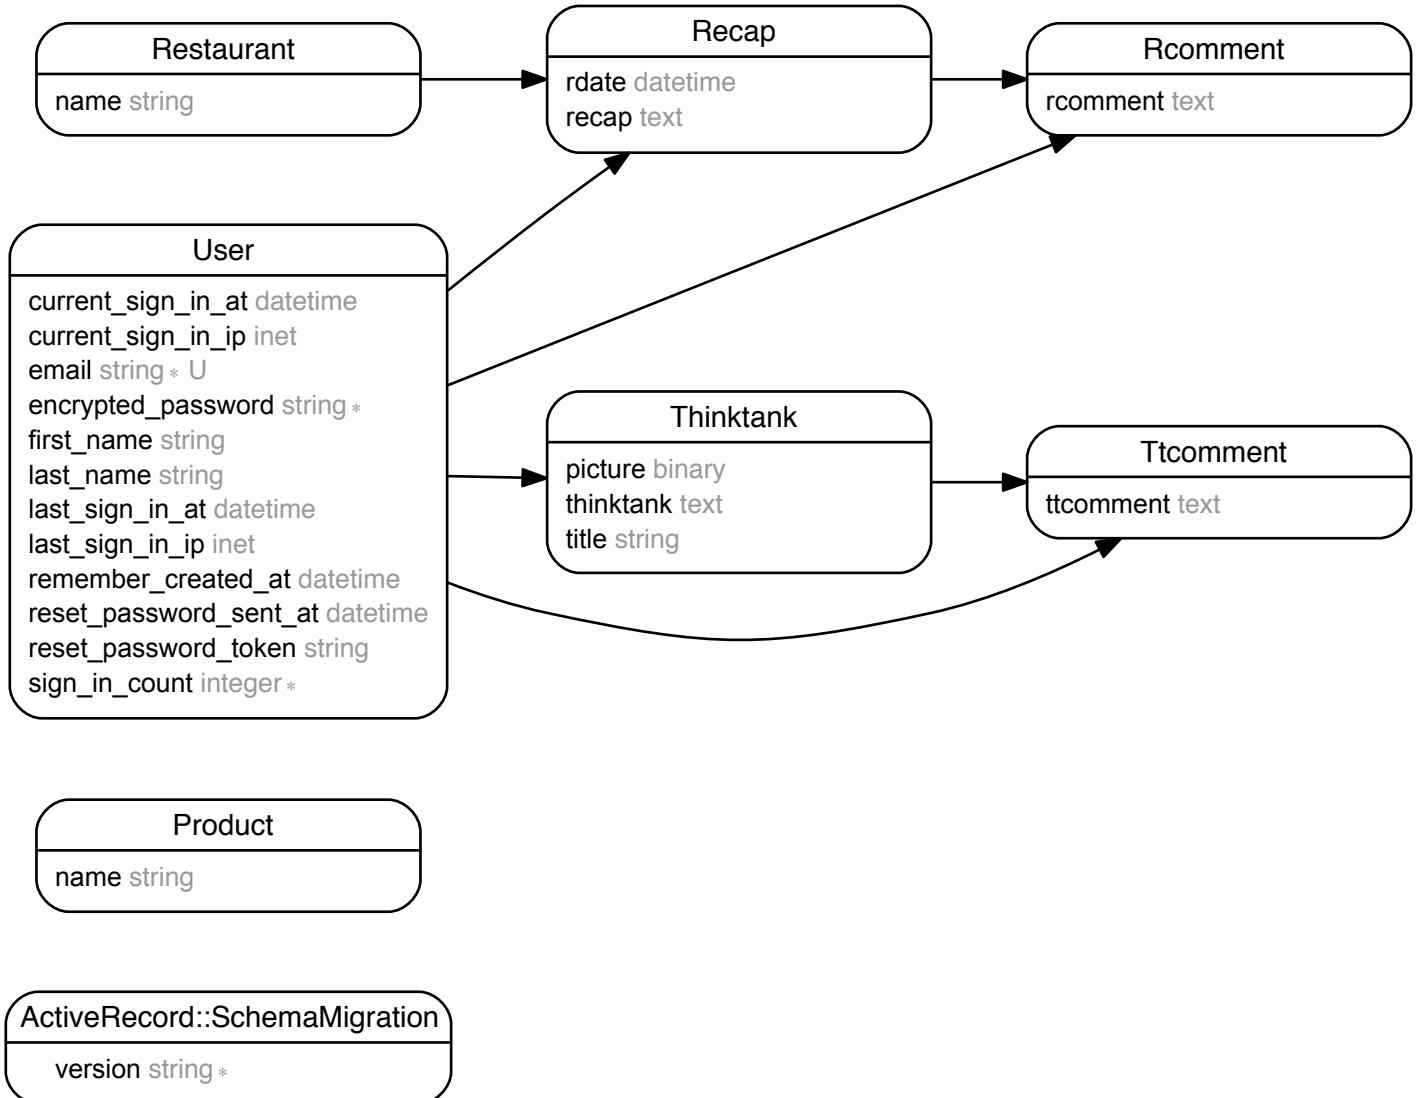 Restaurant
name string
Recap
rdate datetime
recap text
Rcomment
rcomment text
User
current_sign_in_at datetime
current_sign_in_ip inet
email string ∗ U
encrypted_password string ∗
first_name string
last_name string
last_sign_in_at datetime
last_sign_in_ip inet
remember_created_at datetime
reset_password_sent_at datetime
reset_password_token string
sign_in_count integer ∗
Thinktank
picture binary
thinktank text
title string
Ttcomment
ttcomment text
Product
name string
ActiveRecord::SchemaMigration
version string ∗